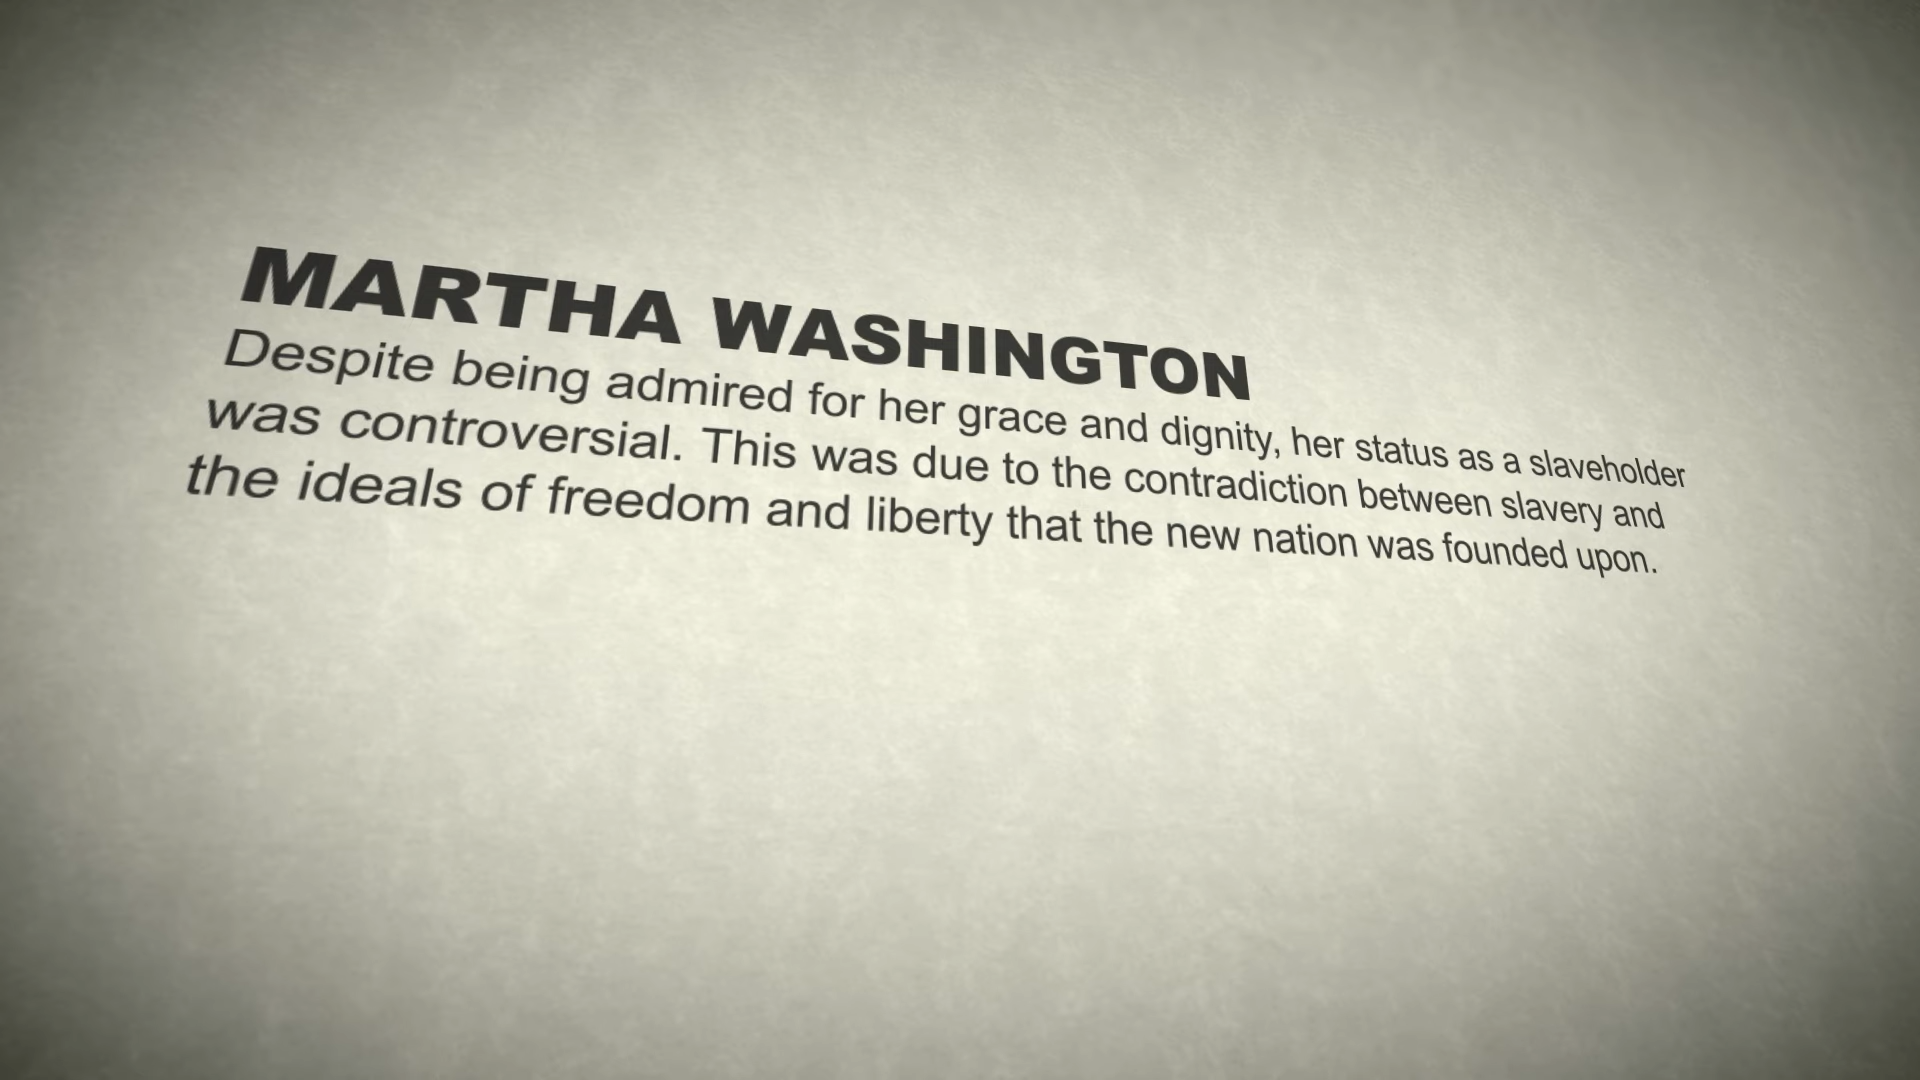 MARTHA WASHINGTON
Despite being admired for her grace and dignity, her status as a slaveholder
was controversial. This was due to the contradiction between slavery and
the ideals of freedom and liberty that the new nation was founded upon.